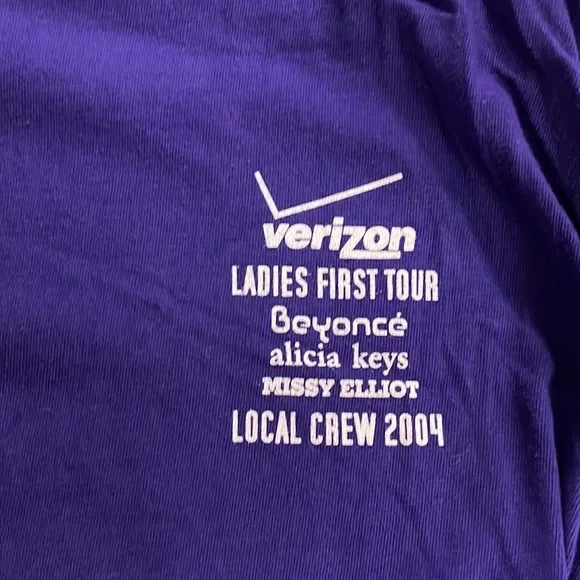 verizon
LADIES FIRST TOUR
Beyoncé
alicia keys
MISSY ELLIOT
LOCAL CREW 2004